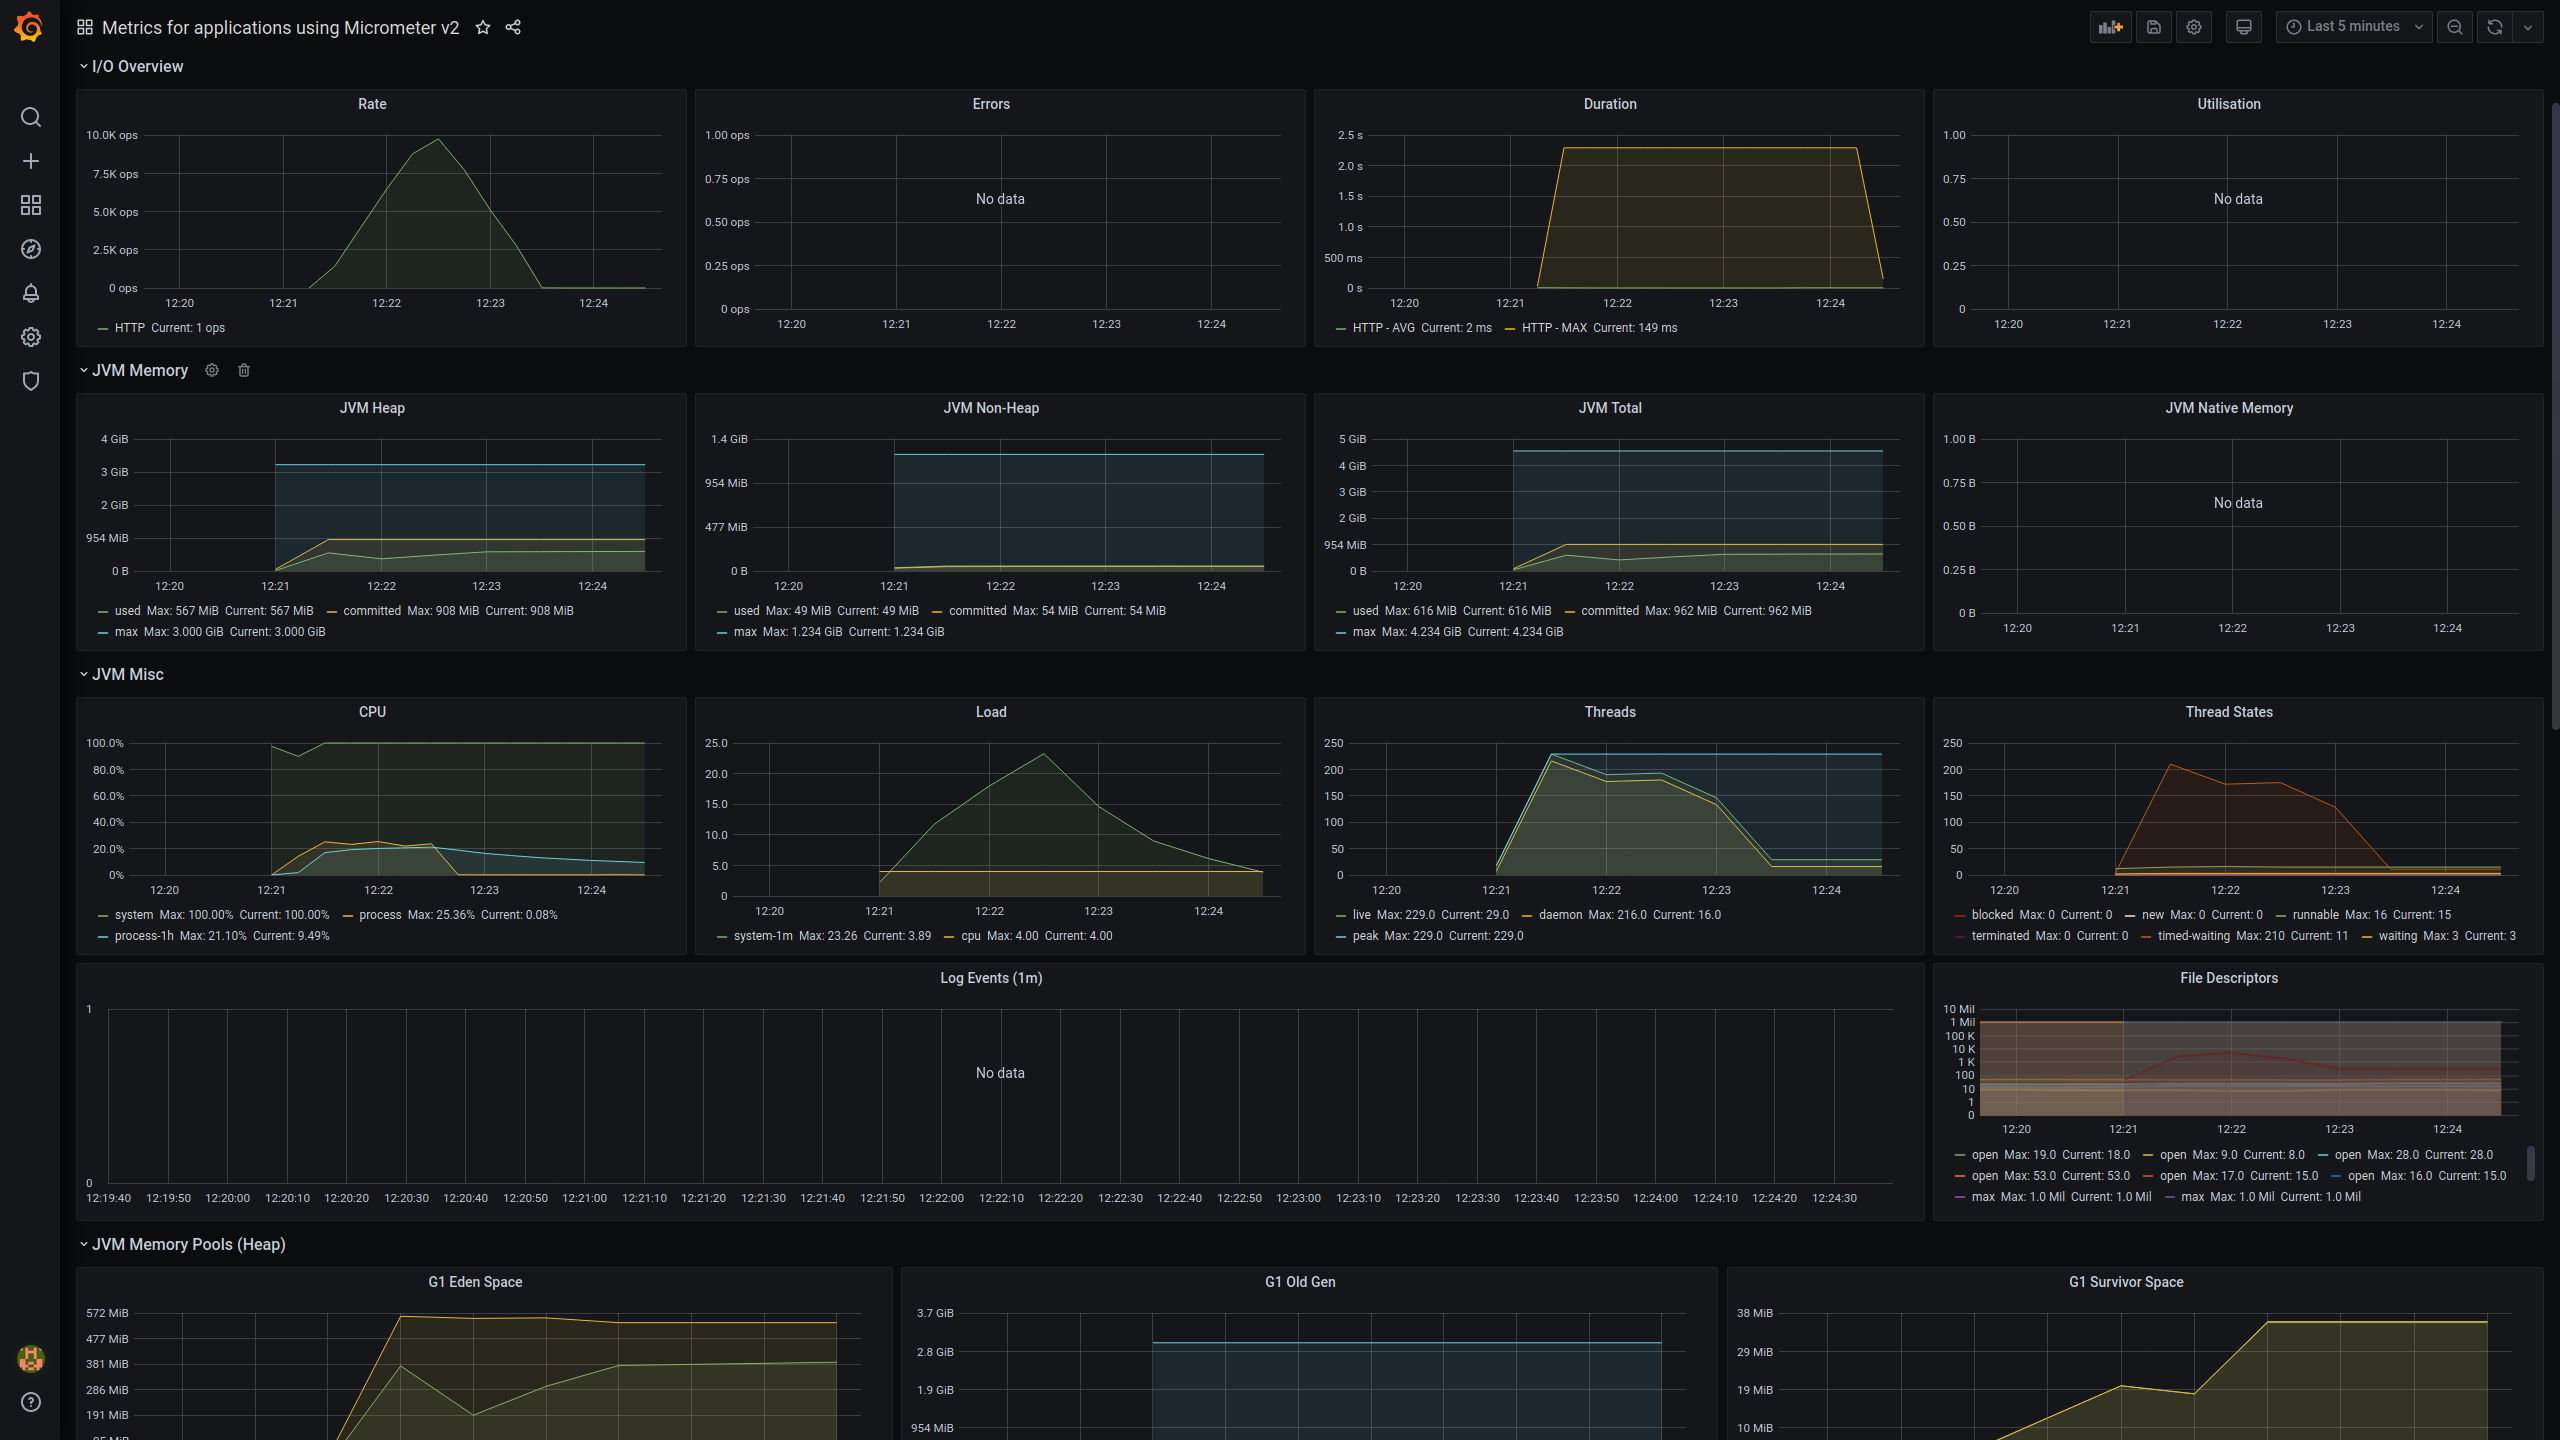 Metrics for applications using Micrometer v2
Last 5 minutes
I/O Overview
Rate
10.0K ops
7.5K ops
5.0K ops
2.5K ops
0 ops
12:20 12:21 12:22 12:23 12:24
HTTP Current: 1 ops
Errors
1.00 ops
0.75 ops
0.50 ops
0.25 ops
0 ops
No data
12:20 12:21 12:22 12:23 12:24
Duration
2.5 s
2.0 s
1.5 s
1.0 s
500 ms
0 s
12:20 12:21 12:22 12:23 12:24
HTTP - AVG Current: 2 ms HTTP - MAX Current: 149 ms
Utilisation
1.00
0.75
0.50
0.25
0
No data
12:20 12:21 12:22 12:23 12:24
JVM Memory
JVM Heap
4 GiB
3 GiB
2 GiB
954 MiB
0 B
12:20 12:21 12:22 12:23 12:24
used Max: 567 MiB Current: 567 MiB committed Max: 908 MiB Current: 908 MiB
max Max: 3.000 GiB Current: 3.000 GiB
JVM Non-Heap
1.4 GiB
954 MiB
477 MiB
0 B
12:20 12:21 12:22 12:23 12:24
used Max: 49 MiB Current: 49 MiB committed Max: 54 MiB Current: 54 MiB
max Max: 1.234 GiB Current: 1.234 GiB
JVM Total
5 GiB
4 GiB
3 GiB
2 GiB
954 MiB
0 B
12:20 12:21 12:22 12:23 12:24
used Max: 616 MiB Current: 616 MiB committed Max: 962 MiB Current: 962 MiB
max Max: 4.234 GiB Current: 4.234 GiB
JVM Native Memory
1.00 B
0.75 B
0.50 B
0.25 B
0 B
No data
12:20 12:21 12:22 12:23 12:24
JVM Misc
CPU
100.0%
80.0%
60.0%
40.0%
20.0%
0%
12:20 12:21 12:22 12:23 12:24
system Max: 100.00% Current: 100.00% process Max: 25.36% Current: 0.08%
process-1h Max: 21.10% Current: 9.49%
Load
25.0
20.0
15.0
10.0
5.0
0
12:20 12:21 12:22 12:23 12:24
system-1m Max: 23.26 Current: 3.89 cpu Max: 4.00 Current: 4.00
Threads
250
200
150
100
50
0
12:20 12:21 12:22 12:23 12:24
live Max: 229.0 Current: 29.0 daemon Max: 216.0 Current: 16.0
peak Max: 229.0 Current: 229.0
Thread States
250
200
150
100
50
0
12:20 12:21 12:22 12:23 12:24
blocked Max: 0 Current: 0 new Max: 0 Current: 0 runnable Max: 16 Current: 15
terminated Max: 0 Current: 0 timed-waiting Max: 210 Current: 11 waiting Max: 3 Current: 3
Log Events (1m)
1
0
No data
12:19:40 12:19:50 12:20:00 12:20:10 12:20:20 12:20:30 12:20:40 12:20:50 12:21:00 12:21:10 12:21:20 12:21:30 12:21:40 12:21:50 12:22:00 12:22:10 12:22:20 12:22:30 12:22:40 12:22:50 12:23:00 12:23:10 12:23:20 12:23:30 12:23:40 12:23:50 12:24:00 12:24:10 12:24:20 12:24:30
File Descriptors
10 Mil
1 Mil
100 K
10 K
1 K
100
10
1
0
12:20 12:21 12:22 12:23 12:24
open Max: 19.0 Current: 18.0 open Max: 9.0 Current: 8.0 open Max: 28.0 Current: 28.0
open Max: 53.0 Current: 53.0 open Max: 17.0 Current: 15.0 open Max: 16.0 Current: 15.0
max Max: 1.0 Mil Current: 1.0 Mil max Max: 1.0 Mil Current: 1.0 Mil
JVM Memory Pools (Heap)
G1 Eden Space
572 MiB
477 MiB
381 MiB
286 MiB
191 MiB
G1 Old Gen
3.7 GiB
2.8 GiB
1.9 GiB
954 MiB
G1 Survivor Space
38 MiB
29 MiB
19 MiB
10 MiB